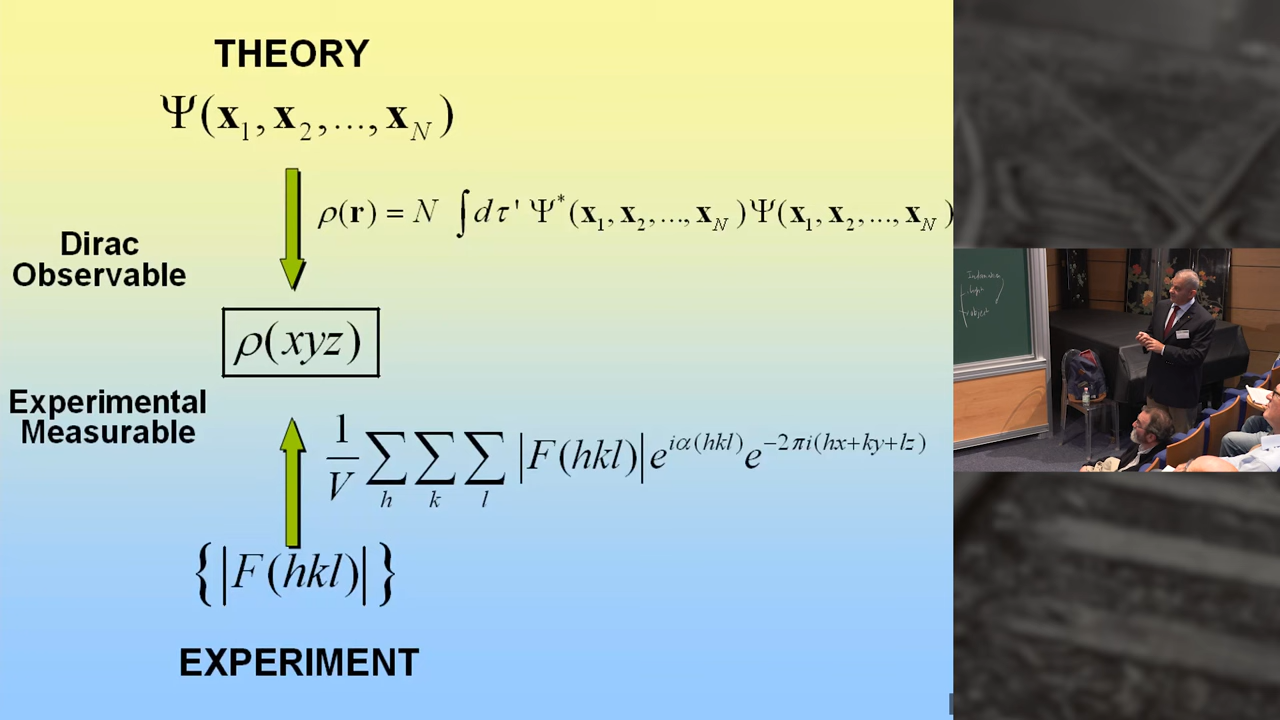 THEORY
Ψ(x₁, x₂,..., x_N)
ρ(r) = N ∫dτ' Ψ*(x₁, x₂,..., x_N)Ψ(x₁, x₂,..., x_N)
Dirac
Observable
ρ(xyz)
Experimental
Measurable
1/V ∑_h ∑_k ∑_l |F(hkl)| e^{iα(hkl)} e^{-2πi(hx+ky+lz)}
{|F(hkl)|}
EXPERIMENT
object